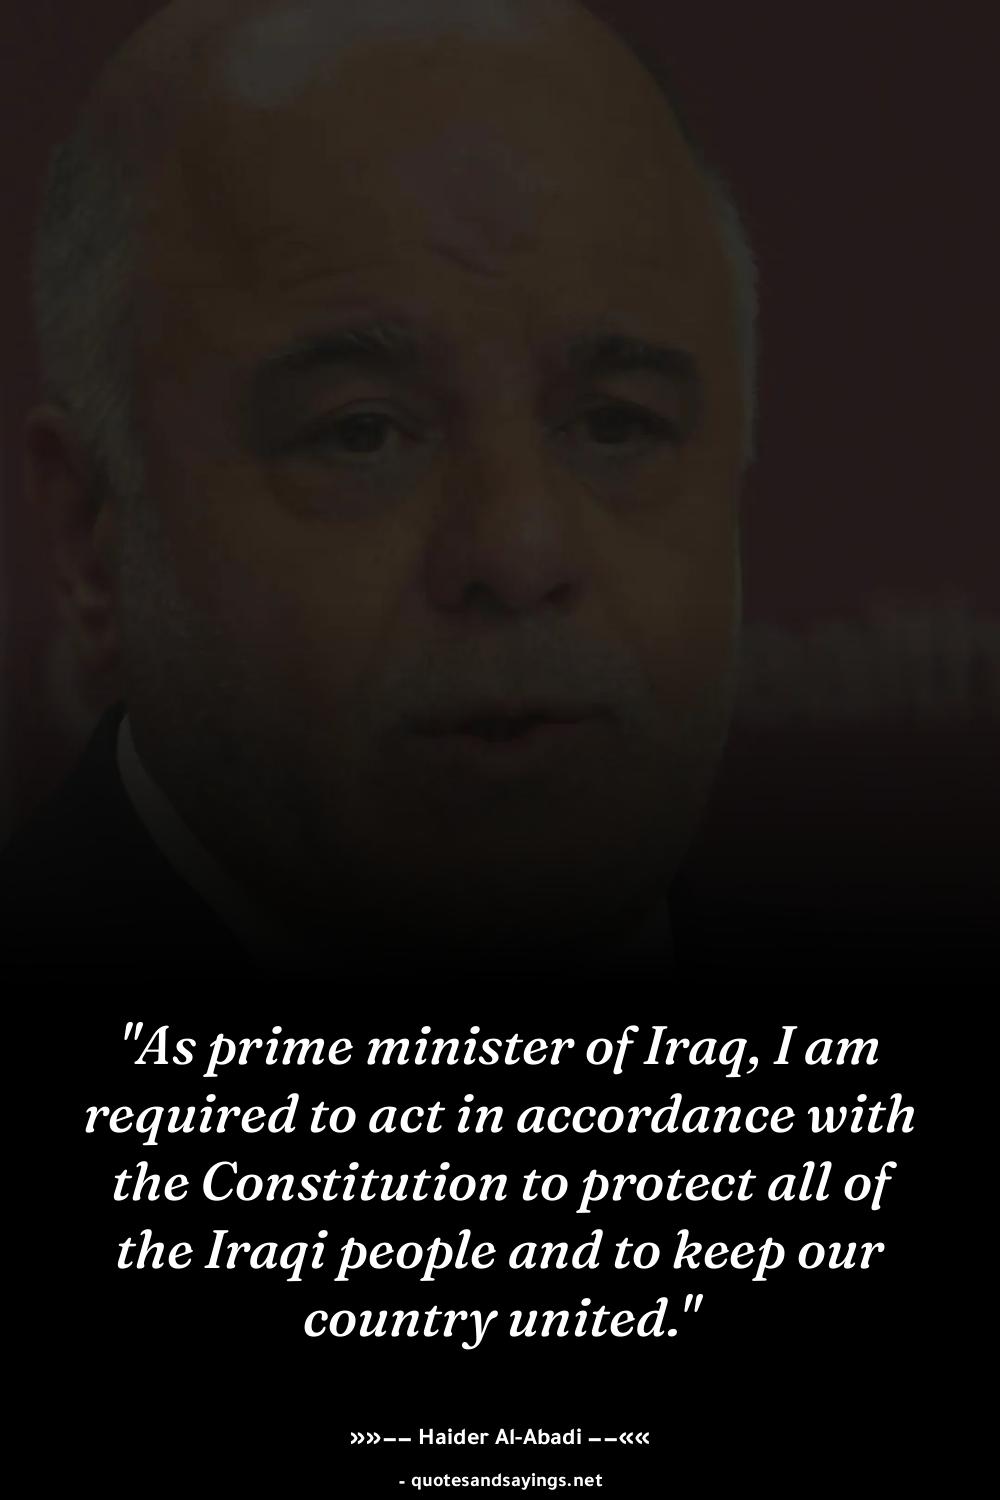 "As prime minister of Iraq, I am
required to act in accordance with
the Constitution to protect all of
the Iraqi people and to keep our
country united."
»»−− Haider Al-Abadi −−««
- quotesandsayings.net